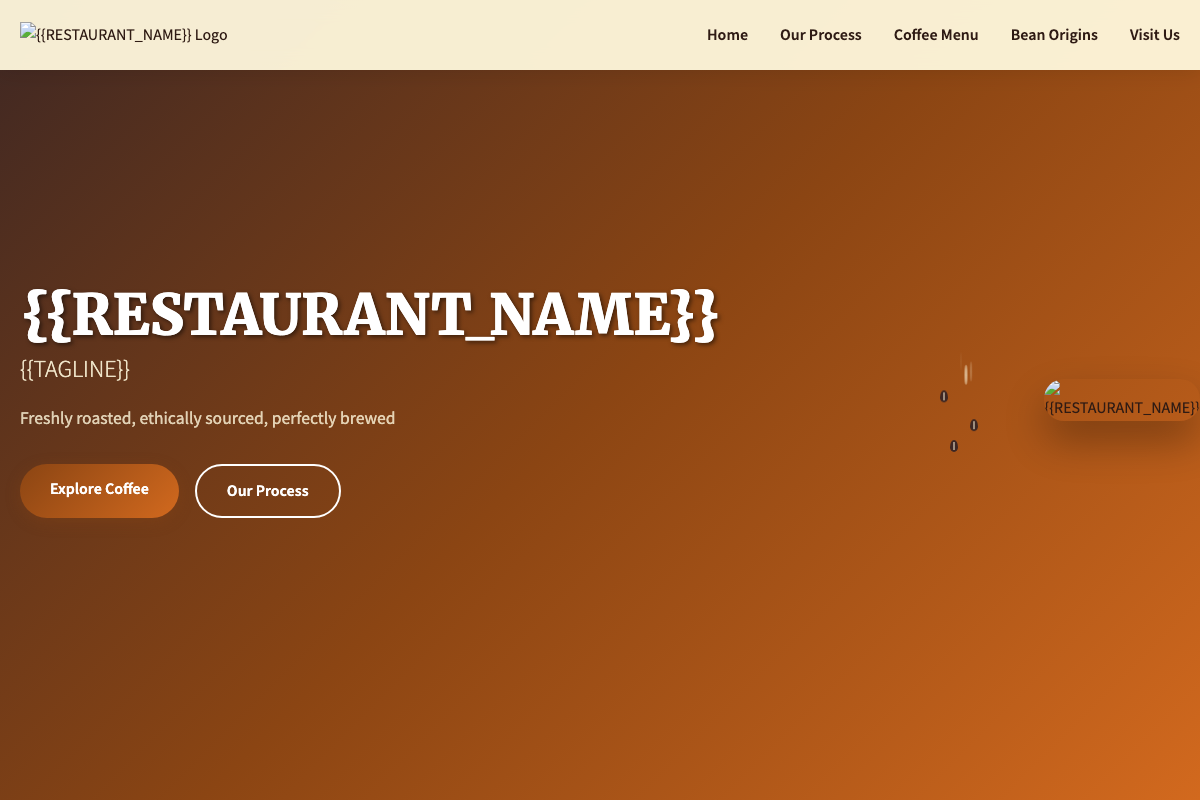 {{RESTAURANT_NAME}} Logo
Home
Our Process
Coffee Menu
Bean Origins
Visit Us
{{RESTAURANT_NAME}}
{{TAGLINE}}
Freshly roasted, ethically sourced, perfectly brewed
Explore Coffee
Our Process
{{RESTAURANT_NAME}}